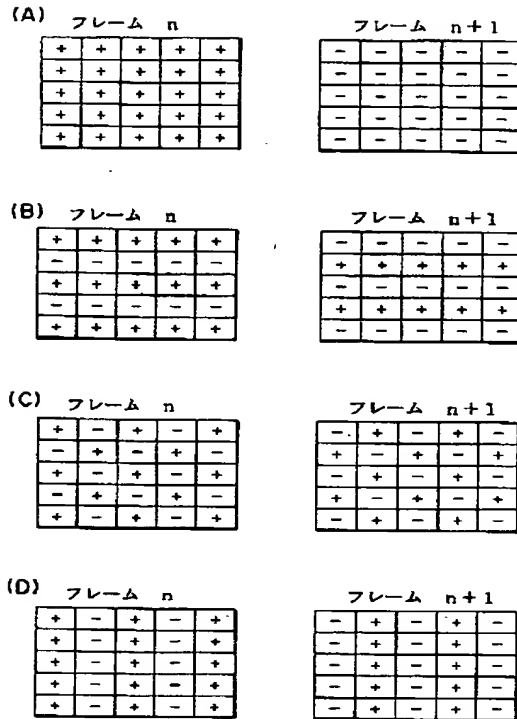 (A) フレーム n フレーム n+1
+ + + + + − − − − −
+ + + + + − − − − −
+ + + + + − − − − −
+ + + + + − − − − −
+ + + + + − − − − −
(B) フレーム n フレーム n+1
+ + + + + − − − − −
− − − − − + + + + +
+ + + + + − − − − −
− − − − − + + + + +
+ + + + + − − − − −
(C) フレーム n フレーム n+1
+ − + − + − + − + −
− + − + − + − + − +
+ − + − + − + − + −
− + − + − + − + − +
+ − + − + − + − + −
(D) フレーム n フレーム n+1
+ − + − + − + − + −
+ − + − + − + − + −
+ − + − + − + − + −
+ − + − + − + − + −
+ − + − + − + − + −